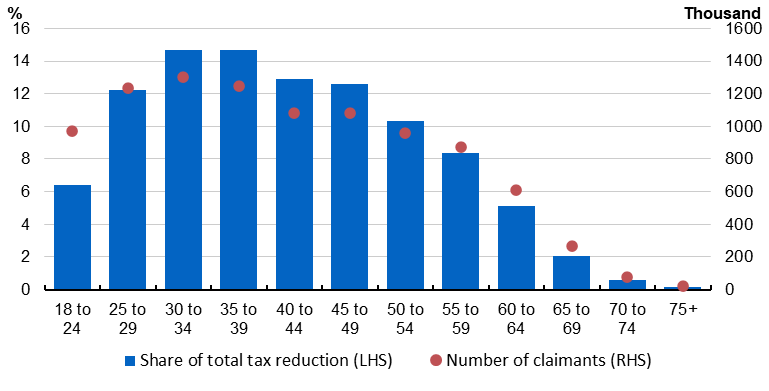 % Thousand
16 1600
14 1400
12 1200
10 1000
8 800
6 600
4 400
2 200
0 0
18 to 25 to 30 to 35 to 40 to 45 to 50 to 55 to 60 to 65 to 70 to 75+
24 29 34 39 44 49 54 59 64 69 74
Share of total tax reduction (LHS) Number of claimants (RHS)